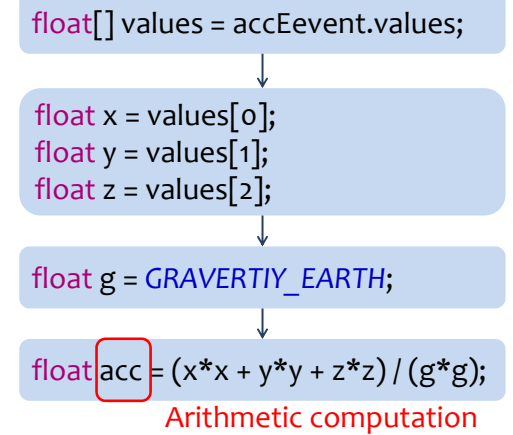 float[] values = accEevent.values;
float x = values[0];
float y = values[1];
float z = values[2];
float g = GRAVERTIY_EARTH;
float acc = (x*x + y*y + z*z) / (g*g);
Arithmetic computation